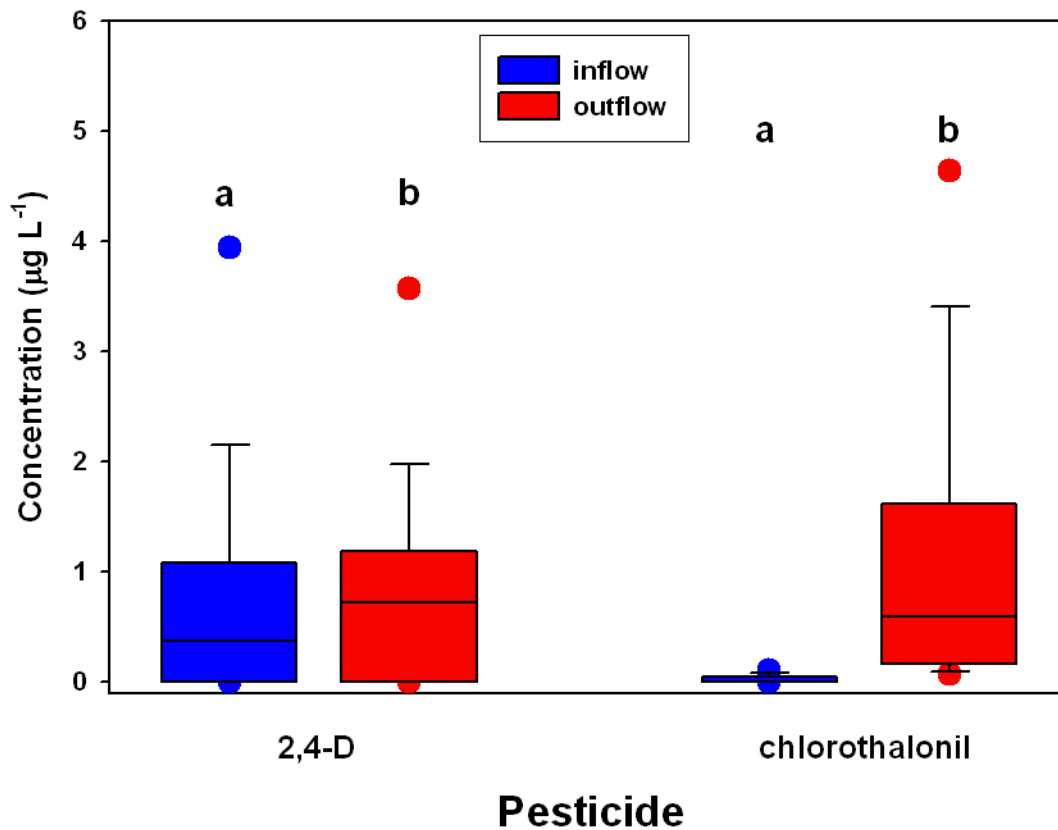 6
5
4
3
2
1
0
Concentration (µg L-1)
inflow
outflow
a
b
a
b
2,4-D
chlorothalonil
Pesticide